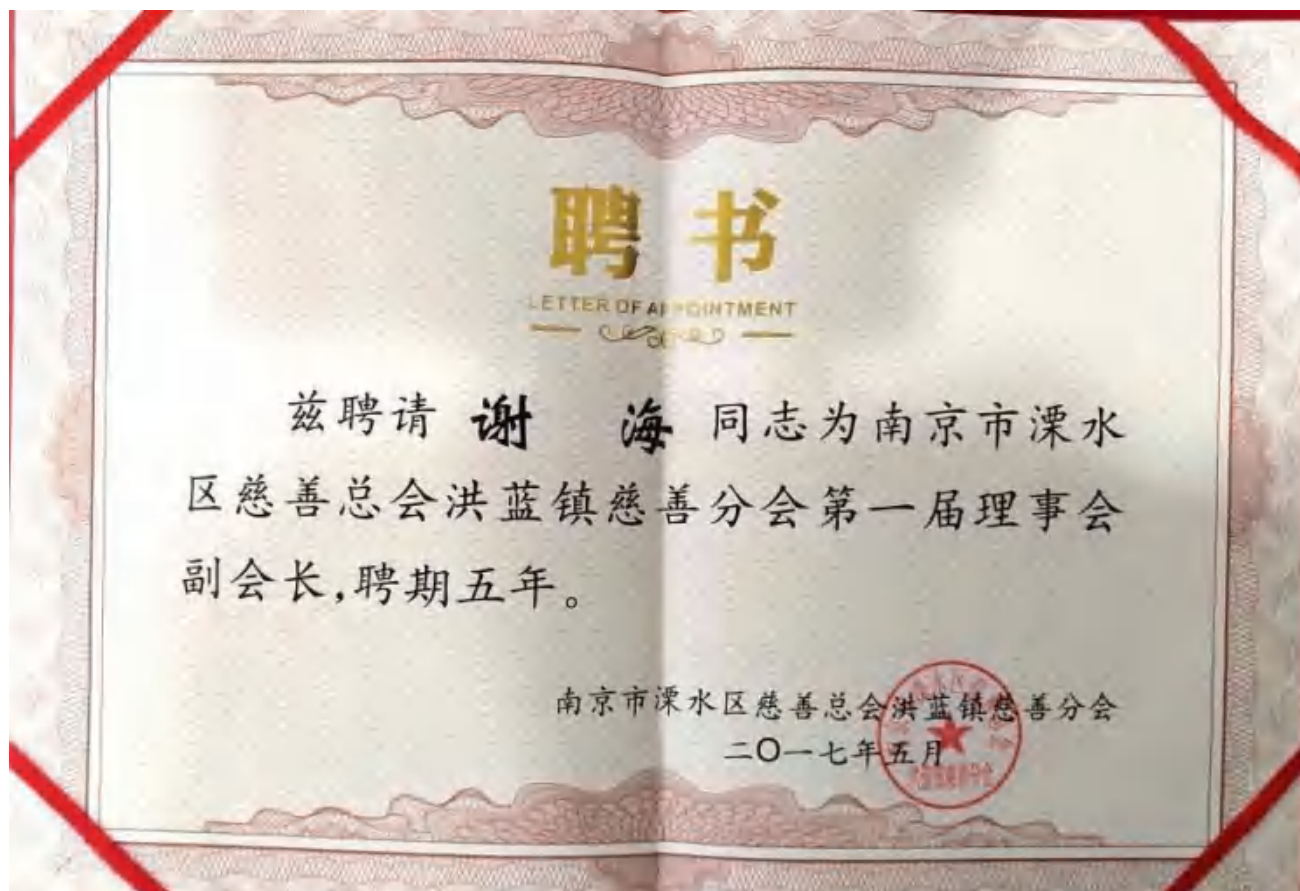 聘书
LETTER OF APPOINTMENT
兹聘请 谢 海 同志为南京市溧水
区慈善总会洪蓝镇慈善分会第一届理事会
副会长,聘期五年。
南京市溧水区慈善总会洪蓝镇慈善分会
二〇一七年五月